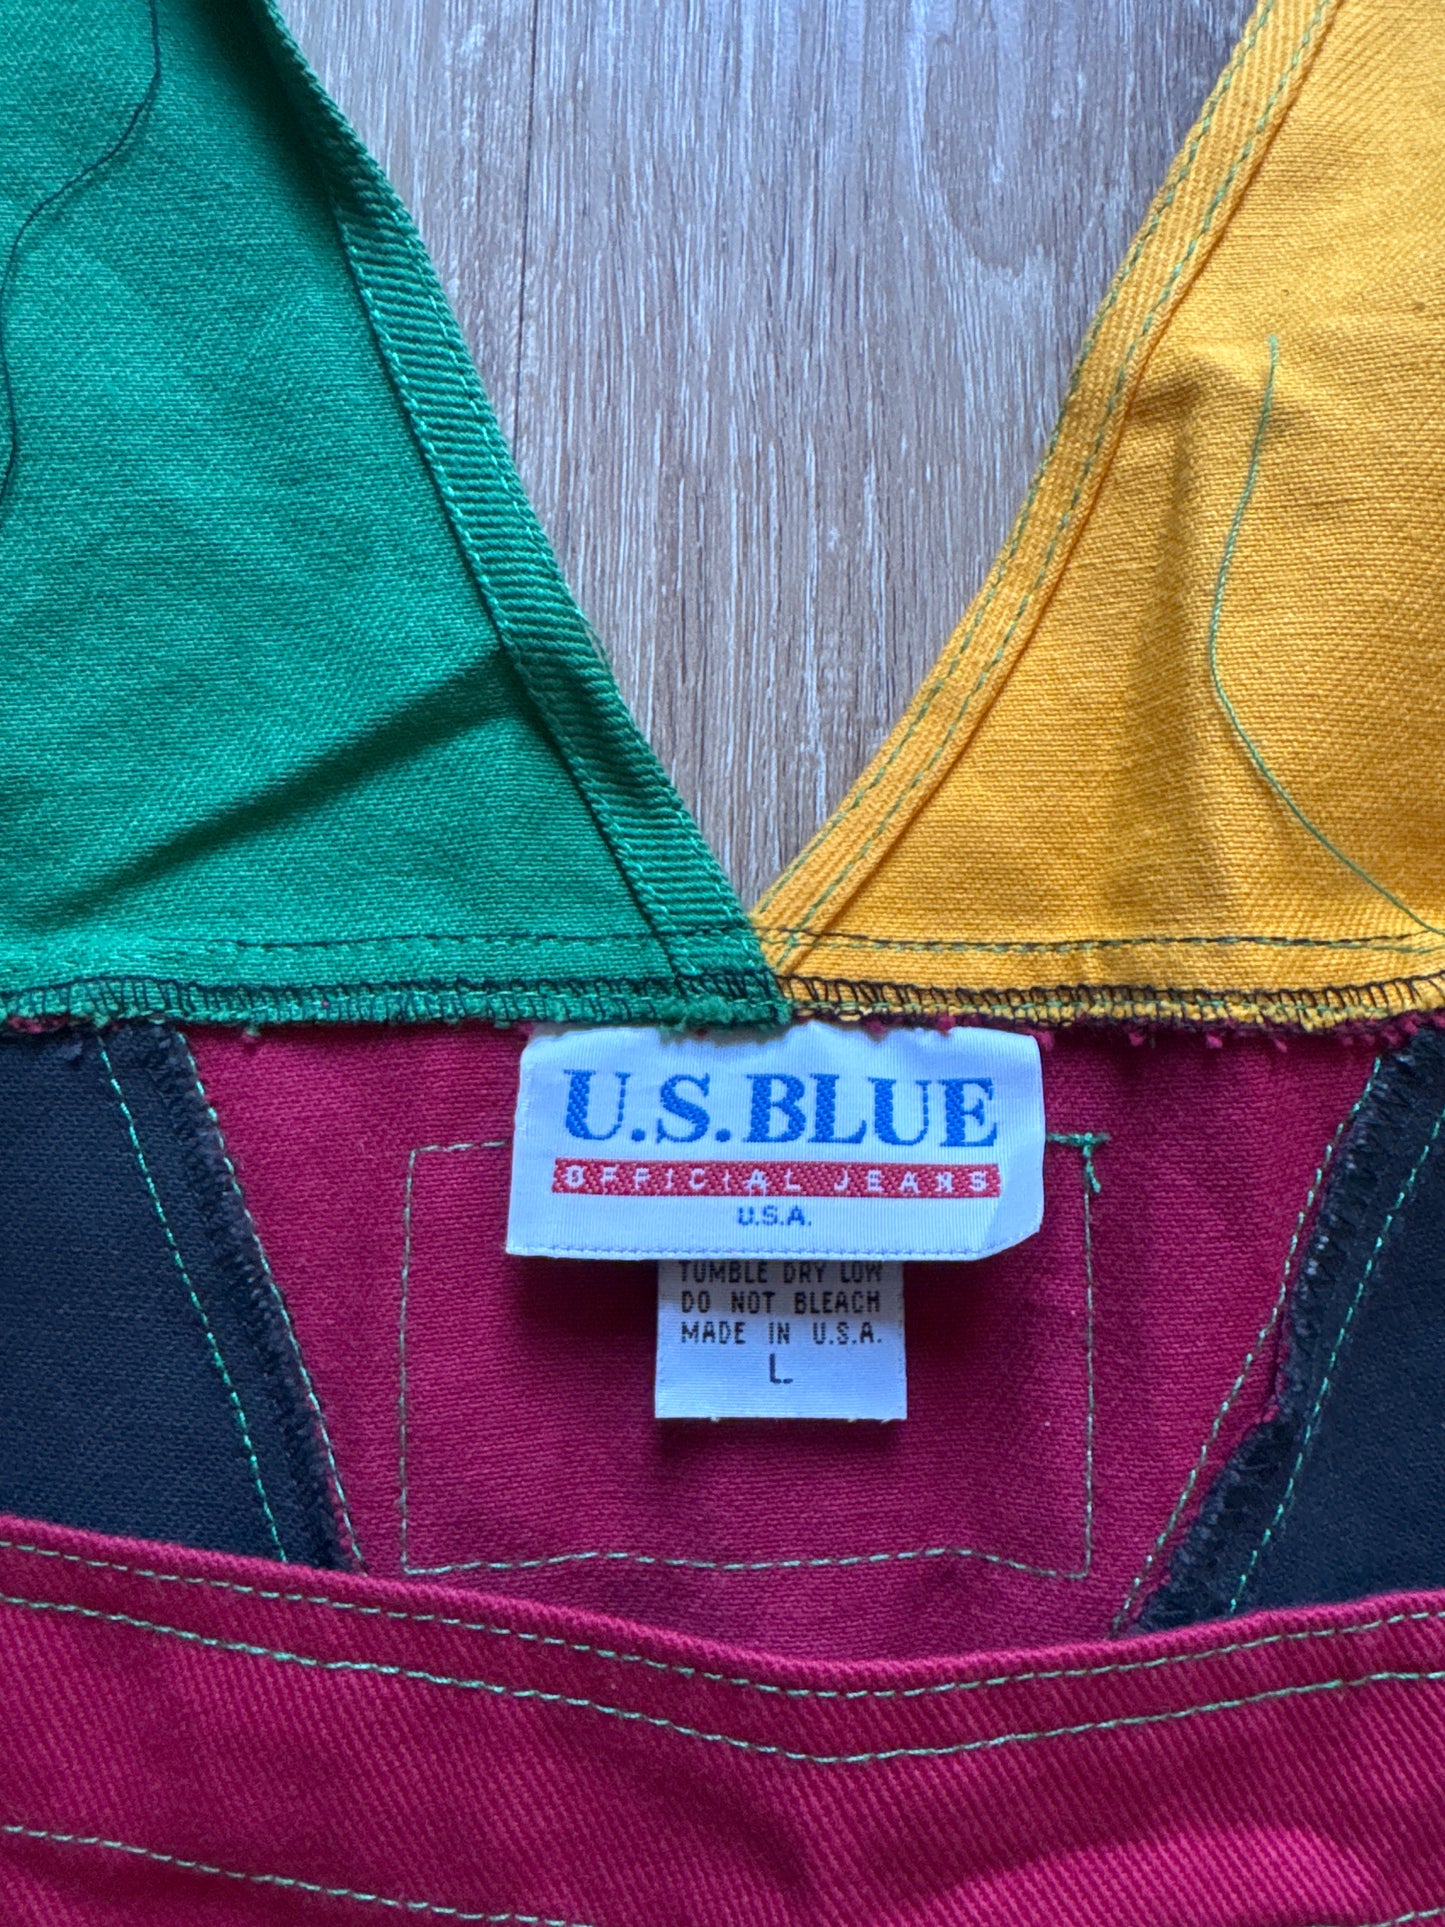 U.S.BLUE
OFFICIAL JEANS
U.S.A.
TUMBLE DRY LOW
DO NOT BLEACH
MADE IN U.S.A.
L